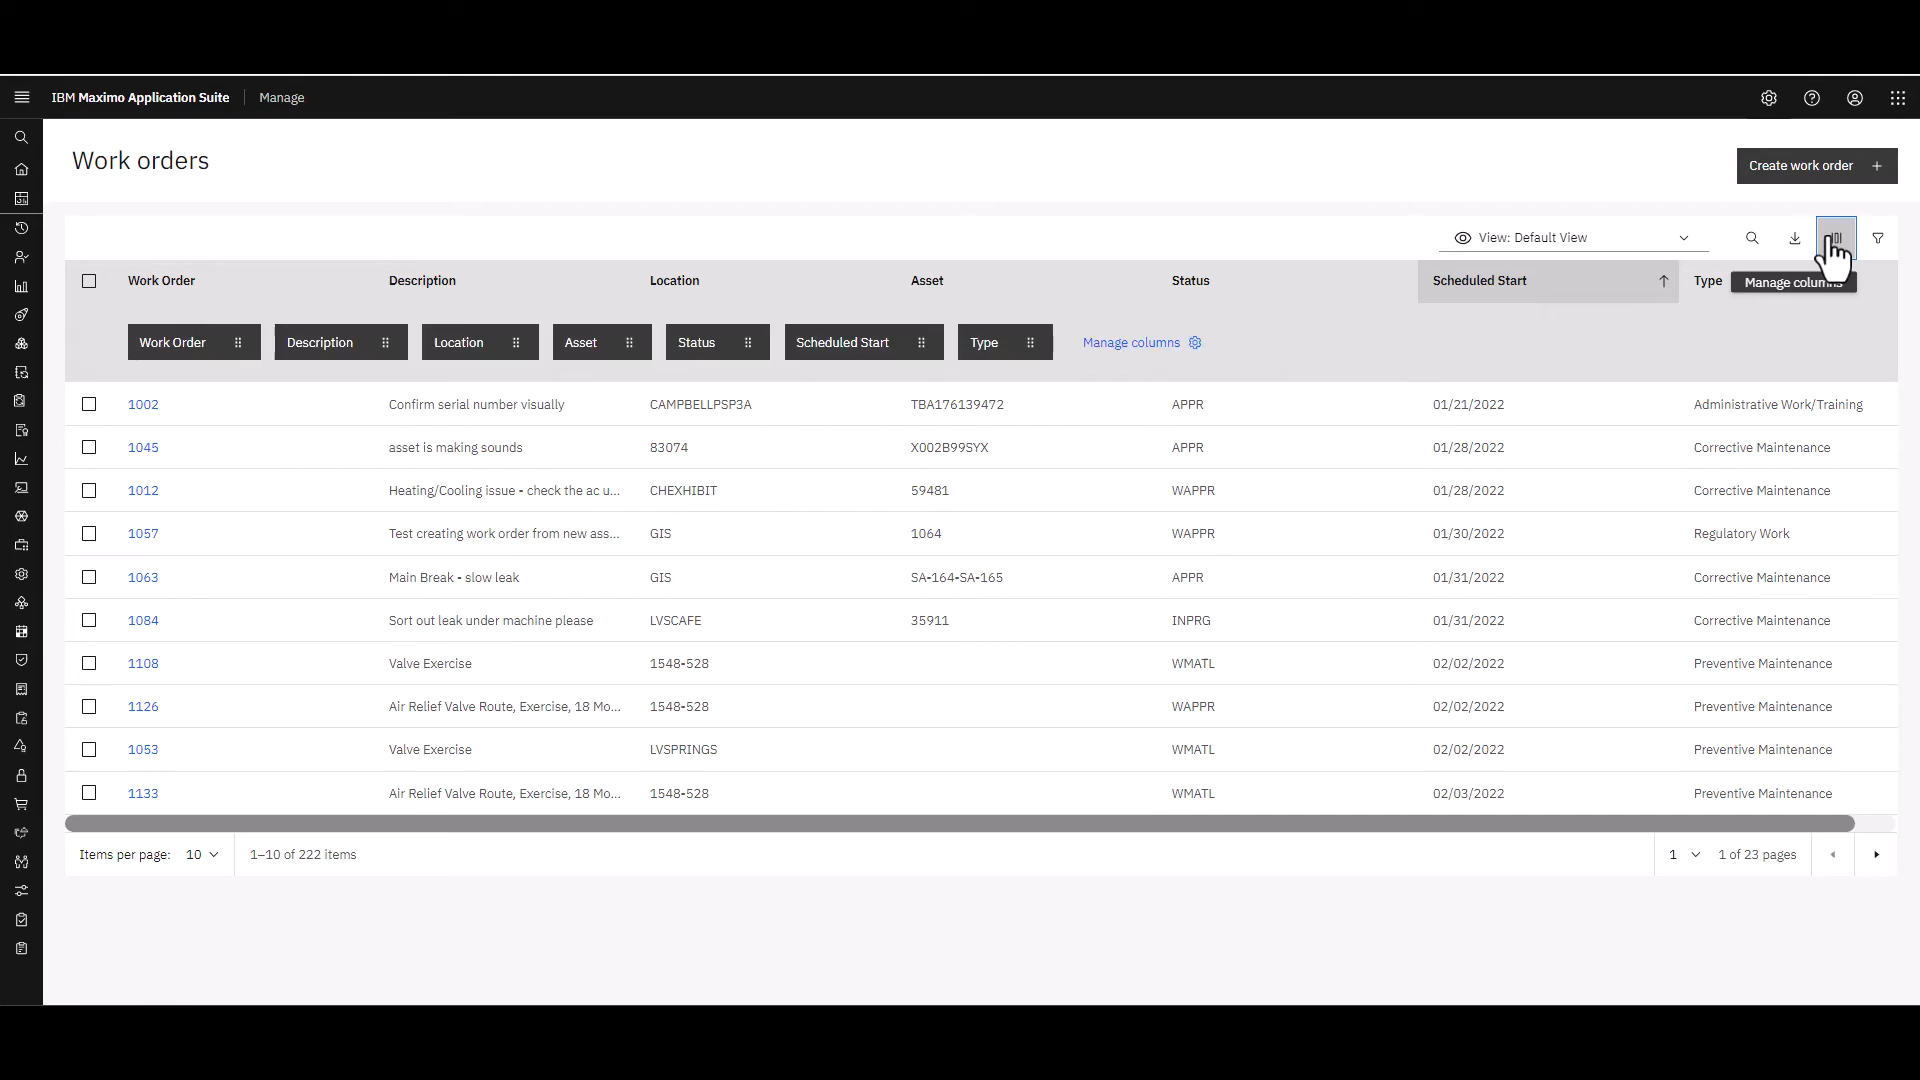 IBM Maximo Application Suite Manage
Work orders
Create work order +
View: Default View
Work Order Description Location Asset Status Scheduled Start Type
Manage columns
Work Order Description Location Asset Status Scheduled Start Type Manage columns
1002 Confirm serial number visually CAMPBELLPSP3A TBA176139472 APPR 01/21/2022 Administrative Work/Training
1045 asset is making sounds 83074 X002B99SYX APPR 01/28/2022 Corrective Maintenance
1012 Heating/Cooling issue - check the ac u... CHEXHIBIT 59481 WAPPR 01/28/2022 Corrective Maintenance
1057 Test creating work order from new ass... GIS 1064 WAPPR 01/30/2022 Regulatory Work
1063 Main Break - slow leak GIS SA-164-SA-165 APPR 01/31/2022 Corrective Maintenance
1084 Sort out leak under machine please LVSCAFE 35911 INPRG 01/31/2022 Corrective Maintenance
1108 Valve Exercise 1548-528 WMATL 02/02/2022 Preventive Maintenance
1126 Air Relief Valve Route, Exercise, 18 Mo... 1548-528 WAPPR 02/02/2022 Preventive Maintenance
1053 Valve Exercise LVSPRINGS WMATL 02/02/2022 Preventive Maintenance
1133 Air Relief Valve Route, Exercise, 18 Mo... 1548-528 WMATL 02/03/2022 Preventive Maintenance
Items per page: 10 1–10 of 222 items 1 1 of 23 pages